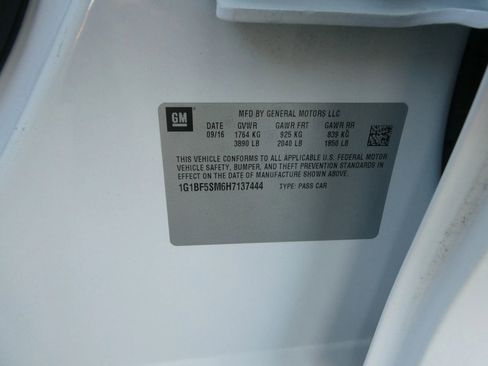 GM
MFD BY GENERAL MOTORS LLC
DATE GVWR GAWR FRT GAWR RR
09/16 1764 KG 925 KG 839 KG
3890 LB 2040 LB 1850 LB
THIS VEHICLE CONFORMS TO ALL APPLICABLE U.S. FEDERAL MOTOR
VEHICLE SAFETY, BUMPER, AND THEFT PREVENTION STANDARDS
IN EFFECT ON THE DATE OF MANUFACTURE SHOWN ABOVE.
1G1BF5SM6H7137444 TYPE: PASS CAR